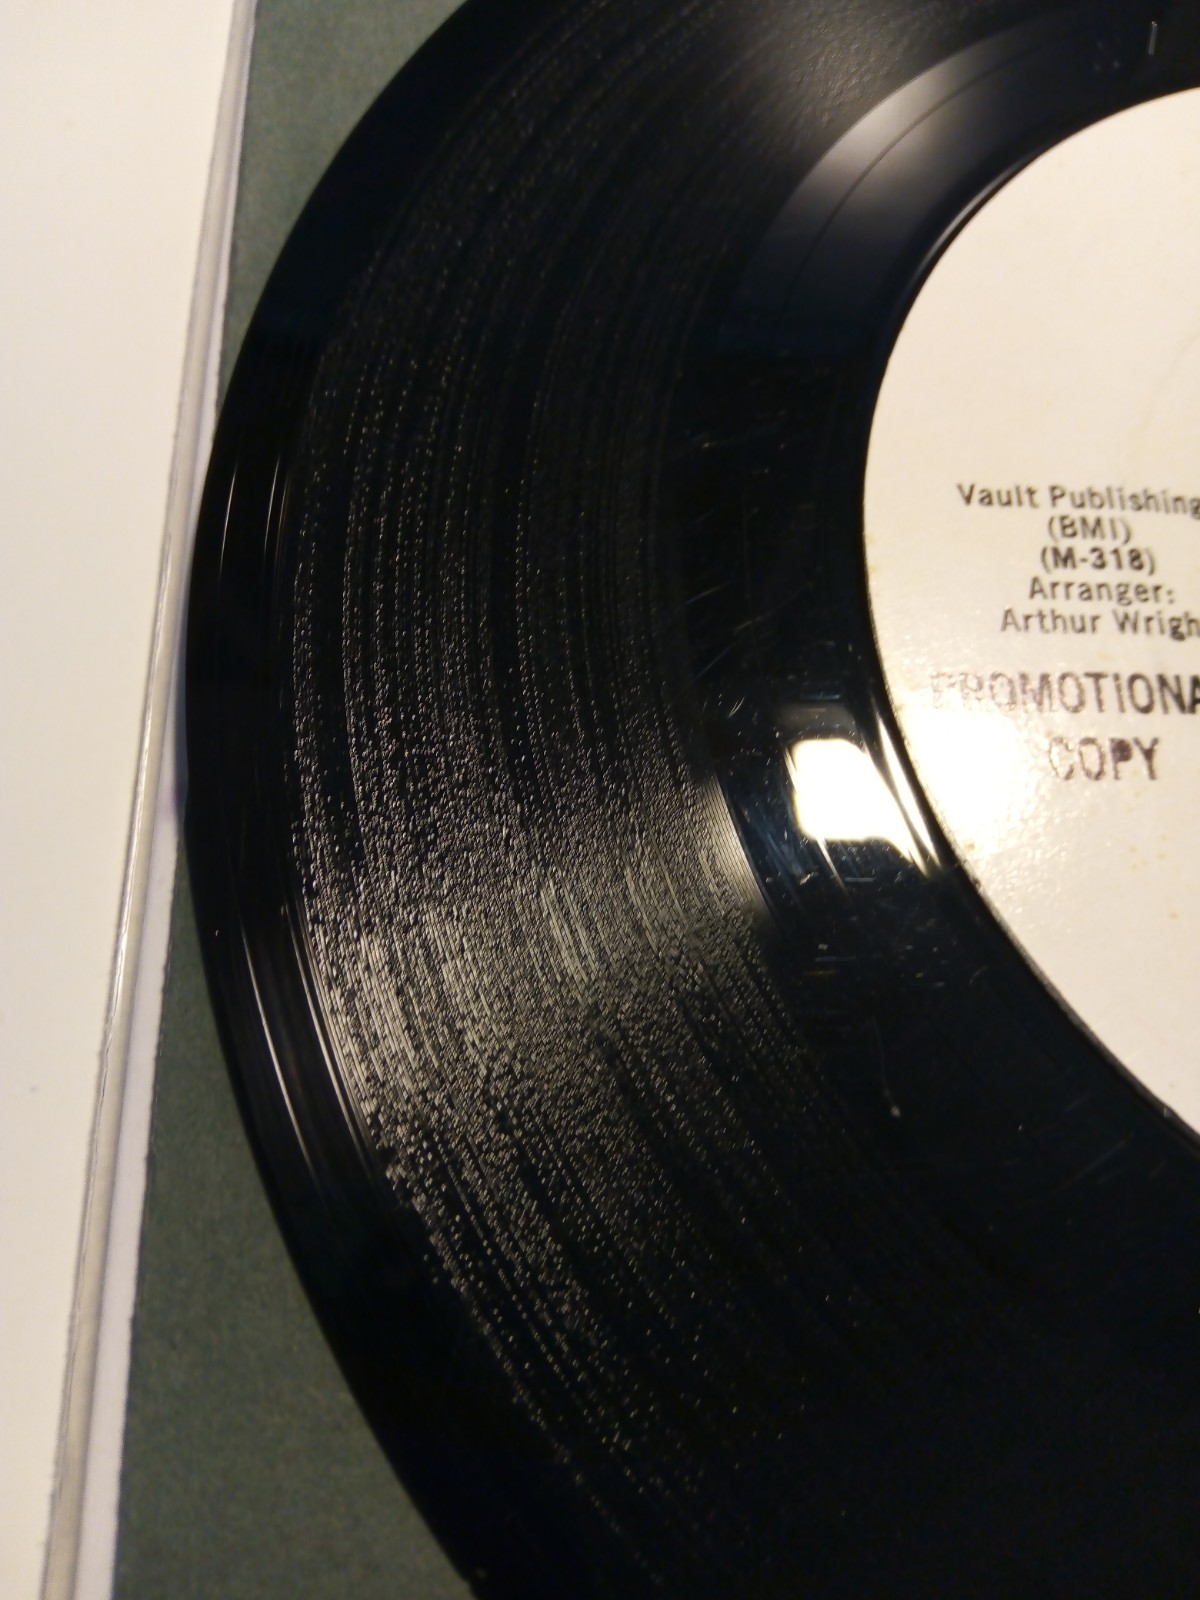 Vault Publishing
(BMI)
(M-318)
Arranger:
Arthur Wrigh
PROMOTIONA
COPY